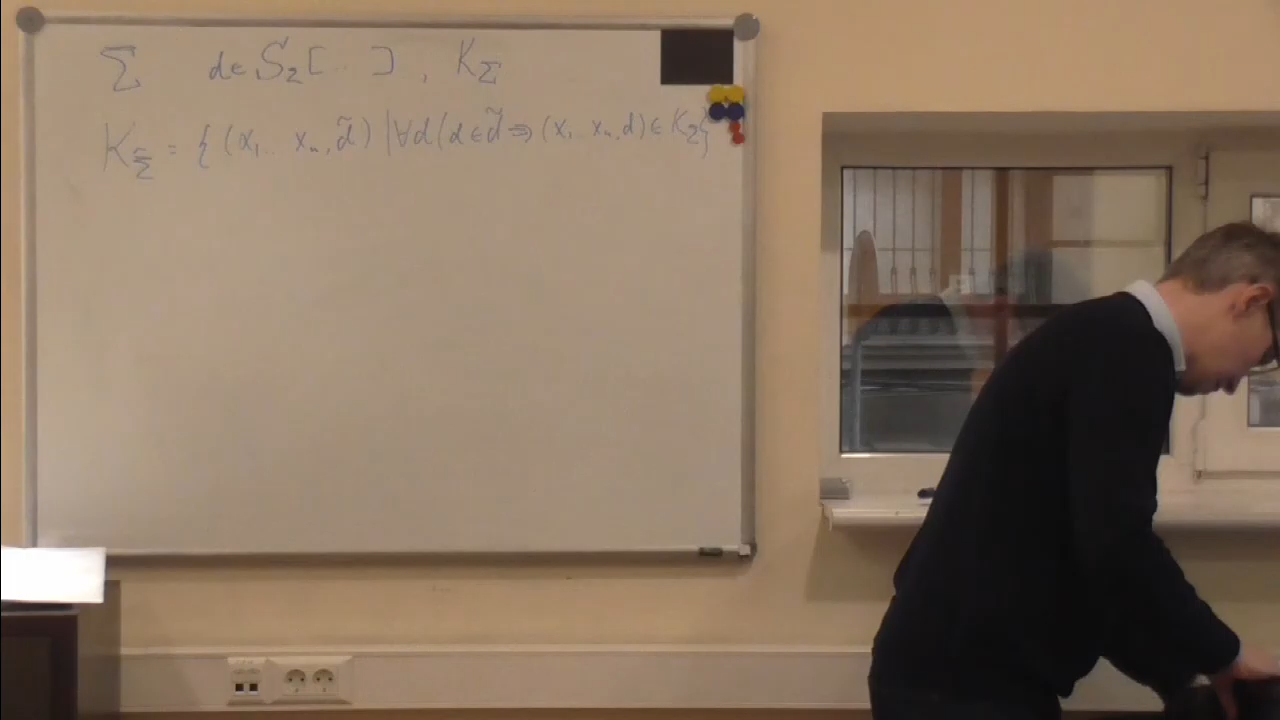 Σ d∈S₂[...], K_Σ
K_Σ̃ = { (x₁...xₙ, d̃) | ∀d(d∈d̃ ⇒ (x₁ xₙ, d) ∈ K_Σ}